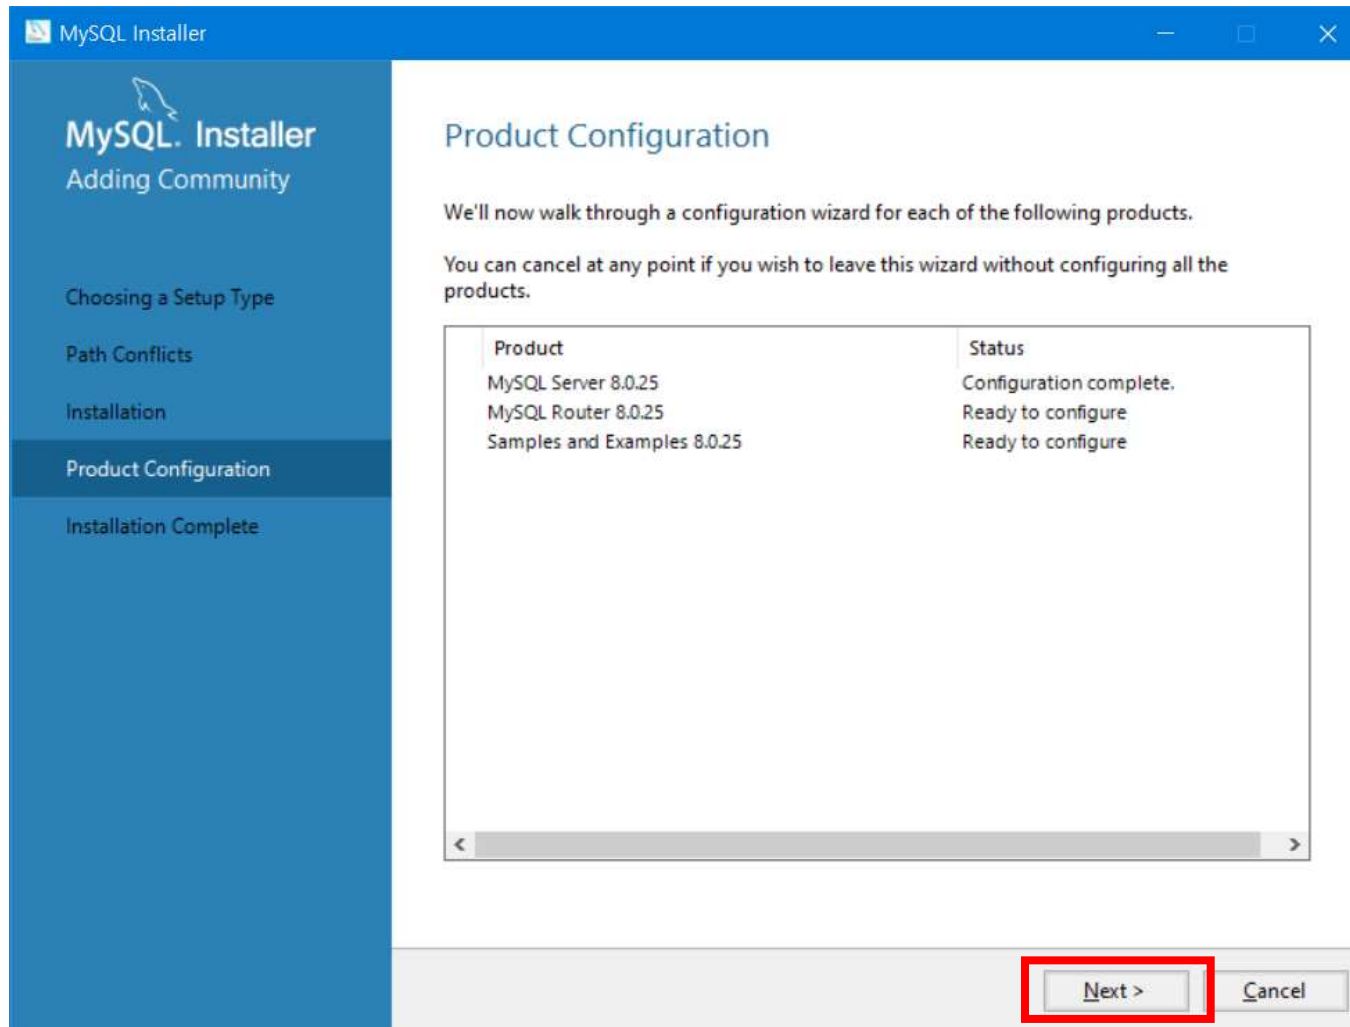 MySQL Installer
MySQL. Installer
Adding Community
Choosing a Setup Type
Path Conflicts
Installation
Product Configuration
Installation Complete
Product Configuration
We'll now walk through a configuration wizard for each of the following products.
You can cancel at any point if you wish to leave this wizard without configuring all the
products.
Product Status
MySQL Server 8.0.25 Configuration complete.
MySQL Router 8.0.25 Ready to configure
Samples and Examples 8.0.25 Ready to configure
Next > Cancel